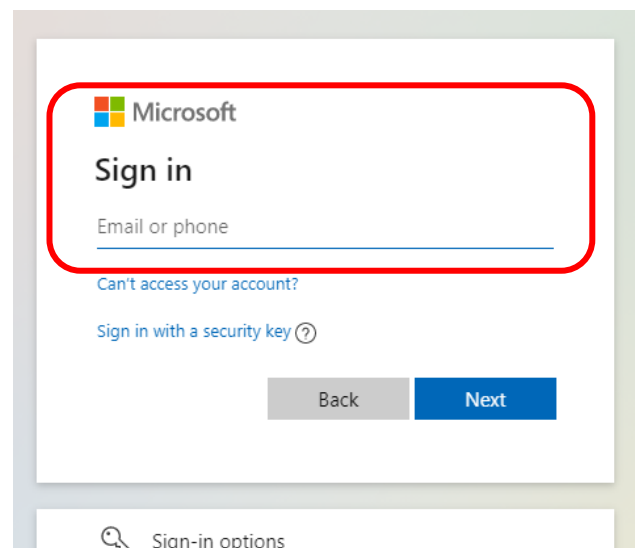 Microsoft
Sign in
Email or phone
Can't access your account?
Sign in with a security key ?
Back Next
Sign-in options